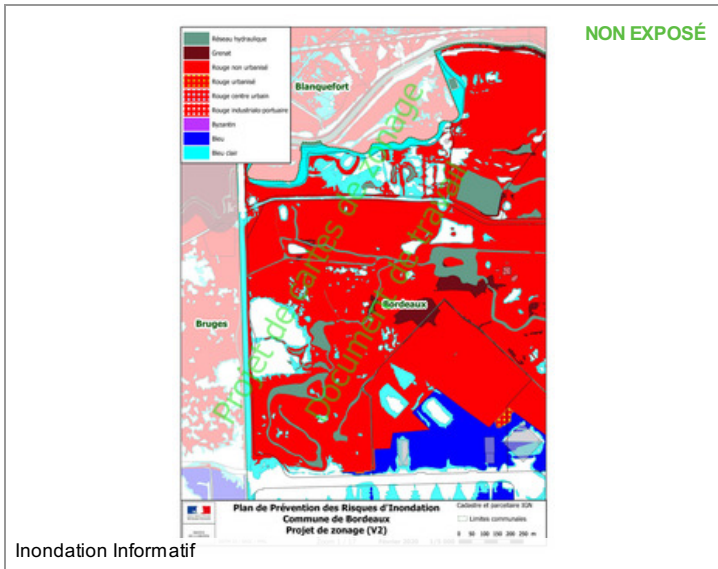 NON EXPOSÉ
Réseau hydraulique
Grenat
Rouge non urbanisé
Rouge urbanisé
Rouge centre urbain
Rouge industrialo-portuaire
Byzantin
Bleu
Bleu clair
Blanquefort
Projet de cartes de zonage
Document de travail
Bordeaux
Bruges
Plan de Prévention des Risques d'Inondation
Commune de Bordeaux
Projet de zonage (V2)
Cadastre et parcellaire IGN
Limites communales
0 50 100 150 200 250 m
Inondation Informatif